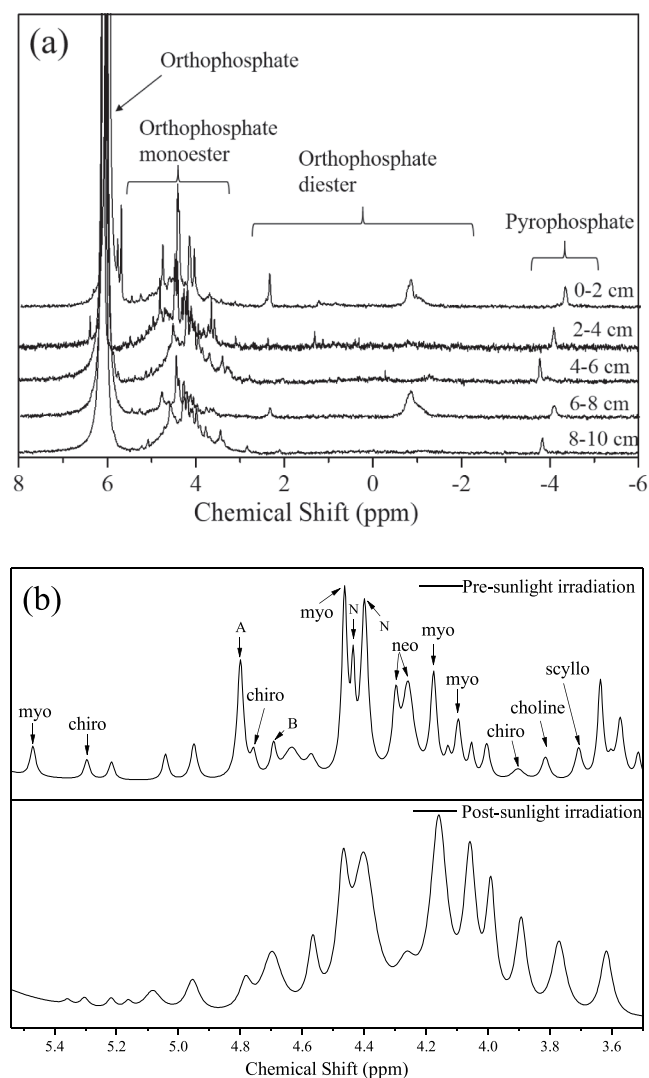 (a)
Orthophosphate
Orthophosphate
monoester
Orthophosphate
diester
Pyrophosphate
0-2 cm
2-4 cm
4-6 cm
6-8 cm
8-10 cm
8 6 4 2 0 -2 -4 -6
Chemical Shift (ppm)
(b)
Pre-sunlight irradiation
myo
chiro
A
chiro
B
myo
N
N
neo
myo
myo
chiro
choline
scyllo
Post-sunlight irradiation
5.4 5.2 5.0 4.8 4.6 4.4 4.2 4.0 3.8 3.6
Chemical Shift (ppm)